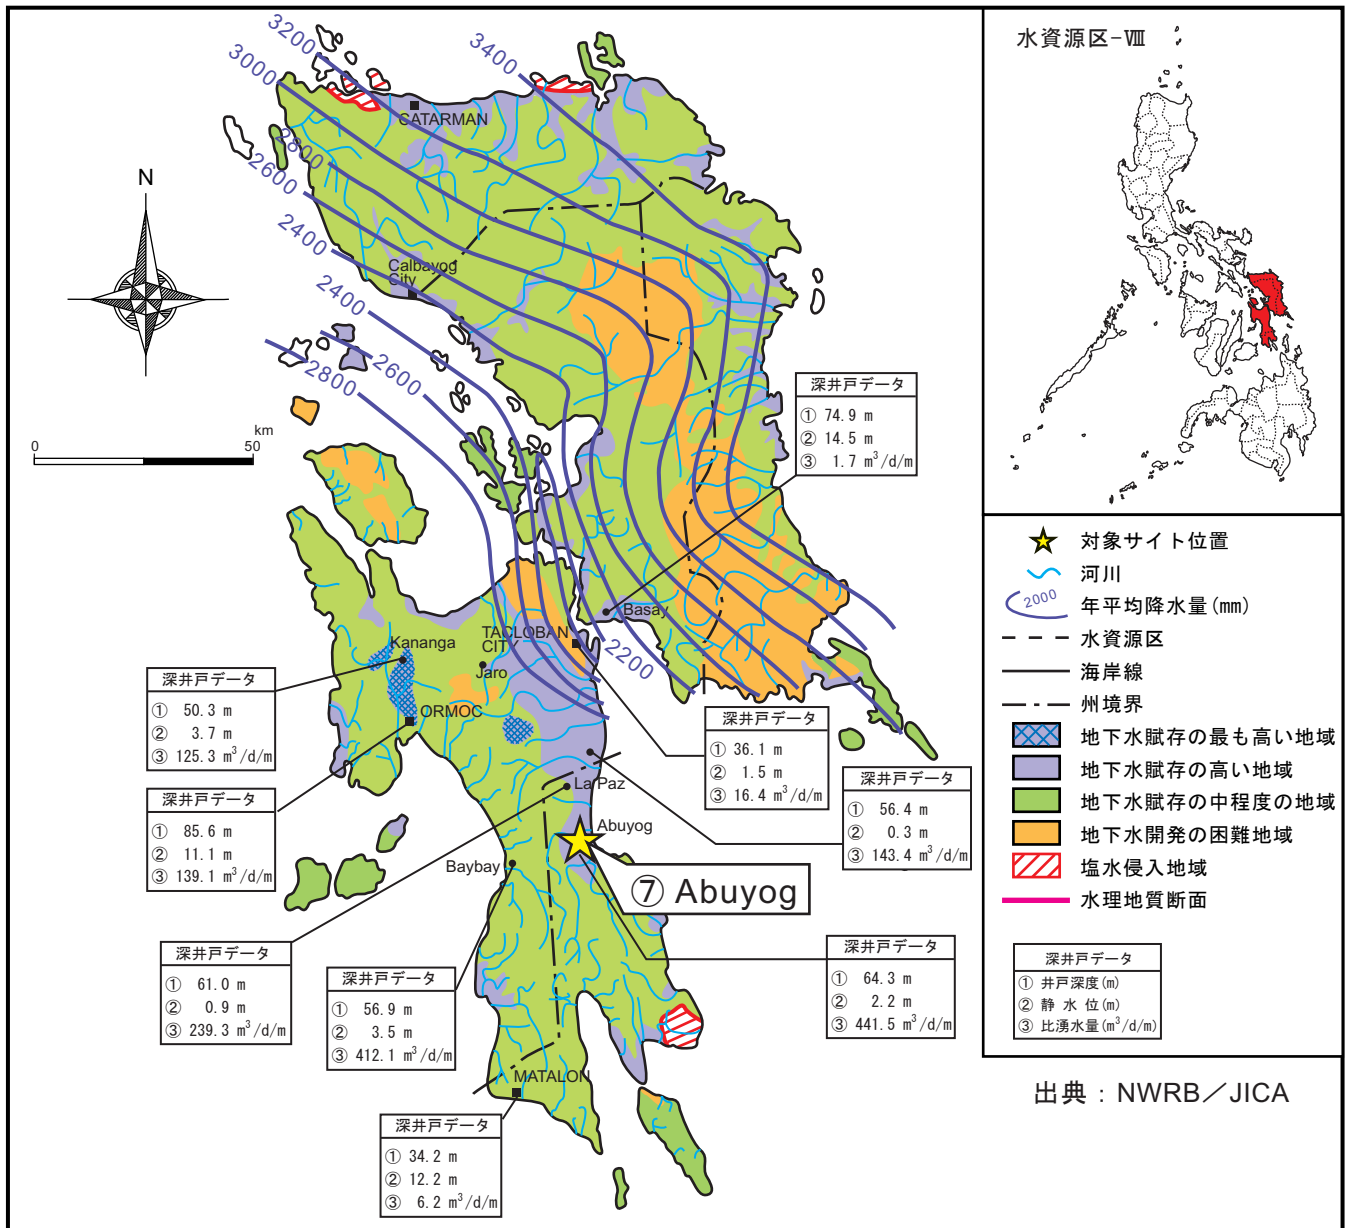 3200
3000
2800
2600
2400
2400
2600
2800
3400
2200
CATARMAN
Calbayog
City
N
0
50
km
深井戸データ
① 74.9 m
② 14.5 m
③ 1.7 m³/d/m
Basay
TACLOBAN
CITY
Kananga
Jaro
ORMOC
La Paz
Abuyog
Baybay
⑦ Abuyog
MATALON
深井戸データ
① 50.3 m
② 3.7 m
③ 125.3 m³/d/m
深井戸データ
① 85.6 m
② 11.1 m
③ 139.1 m³/d/m
深井戸データ
① 36.1 m
② 1.5 m
③ 16.4 m³/d/m
深井戸データ
① 56.4 m
② 0.3 m
③ 143.4 m³/d/m
深井戸データ
① 61.0 m
② 0.9 m
③ 239.3 m³/d/m
深井戸データ
① 56.9 m
② 3.5 m
③ 412.1 m³/d/m
深井戸データ
① 64.3 m
② 2.2 m
③ 441.5 m³/d/m
深井戸データ
① 34.2 m
② 12.2 m
③ 6.2 m³/d/m
水資源区-Ⅷ
対象サイト位置
河川
2000
年平均降水量(mm)
水資源区
海岸線
州境界
地下水賦存の最も高い地域
地下水賦存の高い地域
地下水賦存の中程度の地域
地下水開発の困難地域
塩水侵入地域
水理地質断面
深井戸データ
① 井戸深度(m)
② 静 水 位(m)
③ 比湧水量(m³/d/m)
出典：NWRB／JICA